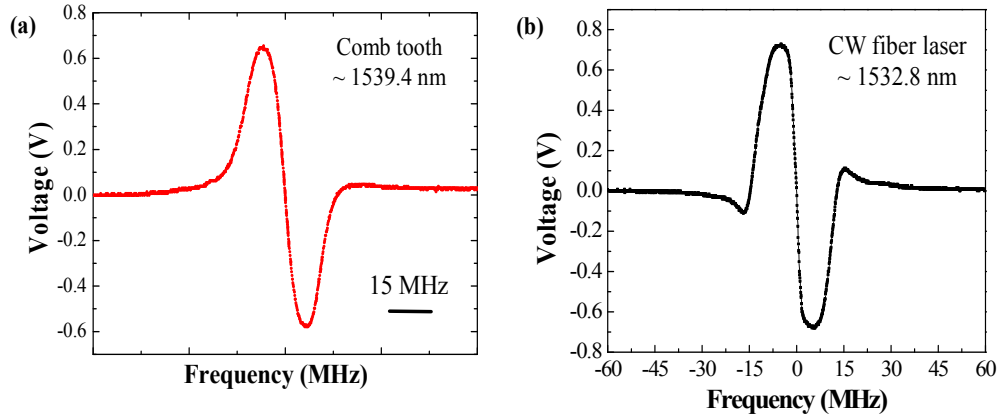 (a)
0.8
0.6
0.4
0.2
0.0
-0.2
-0.4
-0.6
Voltage (V)
Comb tooth
~ 1539.4 nm
15 MHz
Frequency (MHz)
(b)
0.8
0.6
0.4
0.2
0.0
-0.2
-0.4
-0.6
-0.8
Voltage (V)
CW fiber laser
~ 1532.8 nm
-60 -45 -30 -15 0 15 30 45 60
Frequency (MHz)